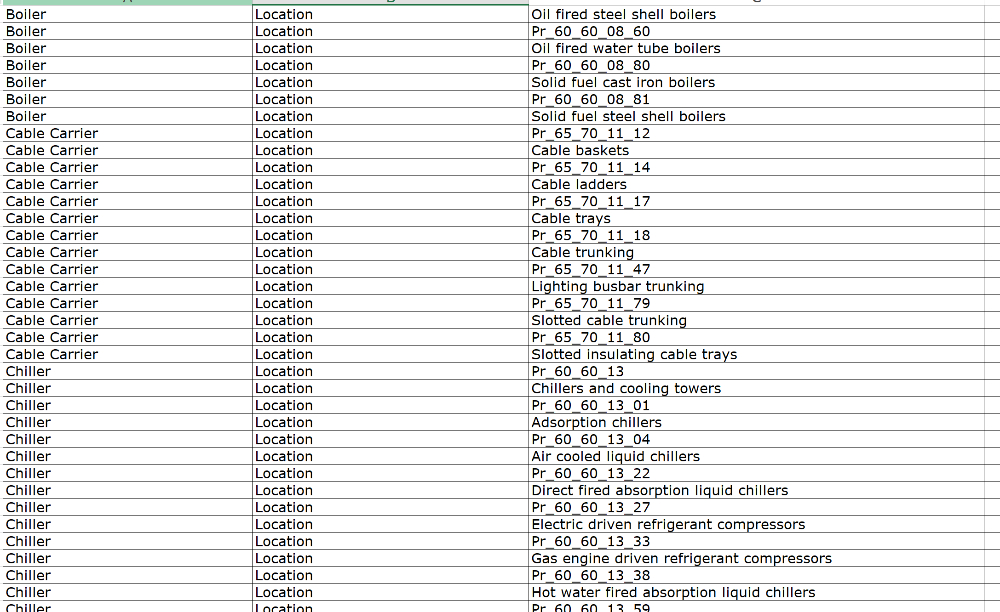 A B C
Boiler Location Oil fired steel shell boilers
Boiler Location Pr_60_60_08_60
Boiler Location Oil fired water tube boilers
Boiler Location Pr_60_60_08_80
Boiler Location Solid fuel cast iron boilers
Boiler Location Pr_60_60_08_81
Boiler Location Solid fuel steel shell boilers
Cable Carrier Location Pr_65_70_11_12
Cable Carrier Location Cable baskets
Cable Carrier Location Pr_65_70_11_14
Cable Carrier Location Cable ladders
Cable Carrier Location Pr_65_70_11_17
Cable Carrier Location Cable trays
Cable Carrier Location Pr_65_70_11_18
Cable Carrier Location Cable trunking
Cable Carrier Location Pr_65_70_11_47
Cable Carrier Location Lighting busbar trunking
Cable Carrier Location Pr_65_70_11_79
Cable Carrier Location Slotted cable trunking
Cable Carrier Location Pr_65_70_11_80
Cable Carrier Location Slotted insulating cable trays
Chiller Location Pr_60_60_13
Chiller Location Chillers and cooling towers
Chiller Location Pr_60_60_13_01
Chiller Location Adsorption chillers
Chiller Location Pr_60_60_13_04
Chiller Location Air cooled liquid chillers
Chiller Location Pr_60_60_13_22
Chiller Location Direct fired absorption liquid chillers
Chiller Location Pr_60_60_13_27
Chiller Location Electric driven refrigerant compressors
Chiller Location Pr_60_60_13_33
Chiller Location Gas engine driven refrigerant compressors
Chiller Location Pr_60_60_13_38
Chiller Location Hot water fired absorption liquid chillers
Chiller Location Pr_60_60_13_59